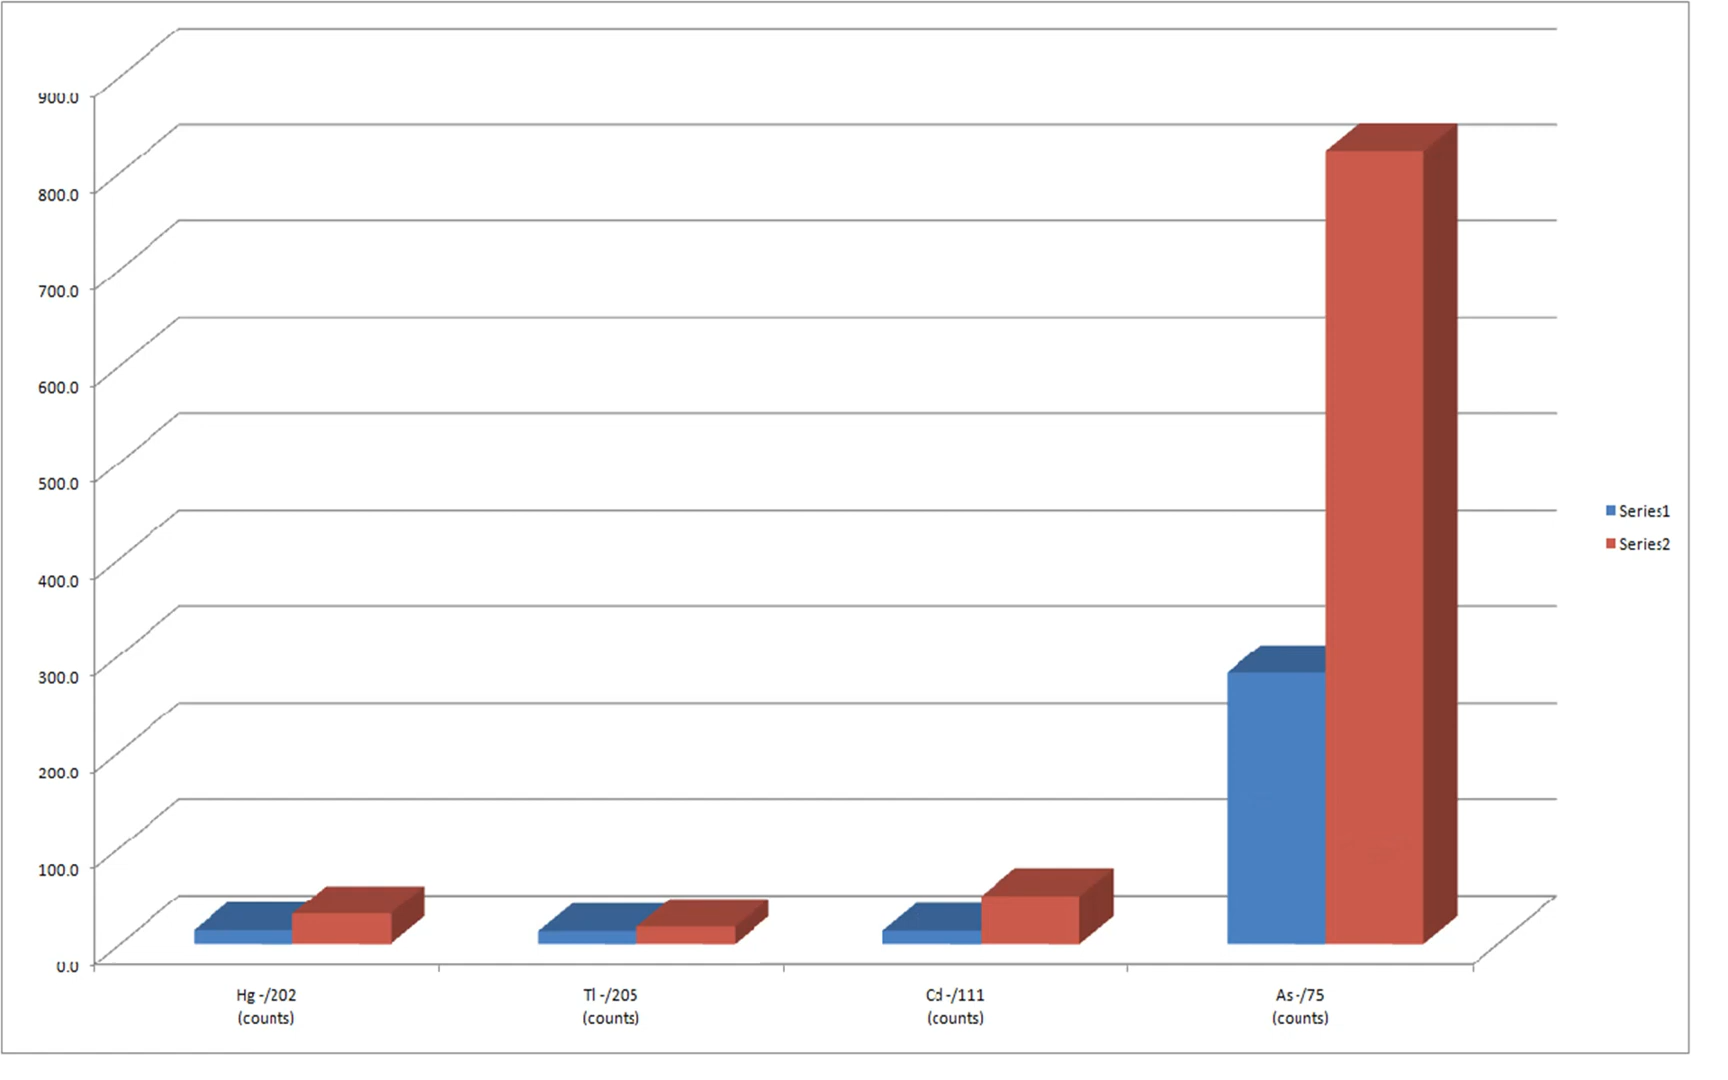 900.0
800.0
700.0
600.0
500.0
400.0
300.0
200.0
100.0
0.0
Hg -/202
(counts)
Tl -/205
(counts)
Cd -/111
(counts)
As -/75
(counts)
Series1
Series2